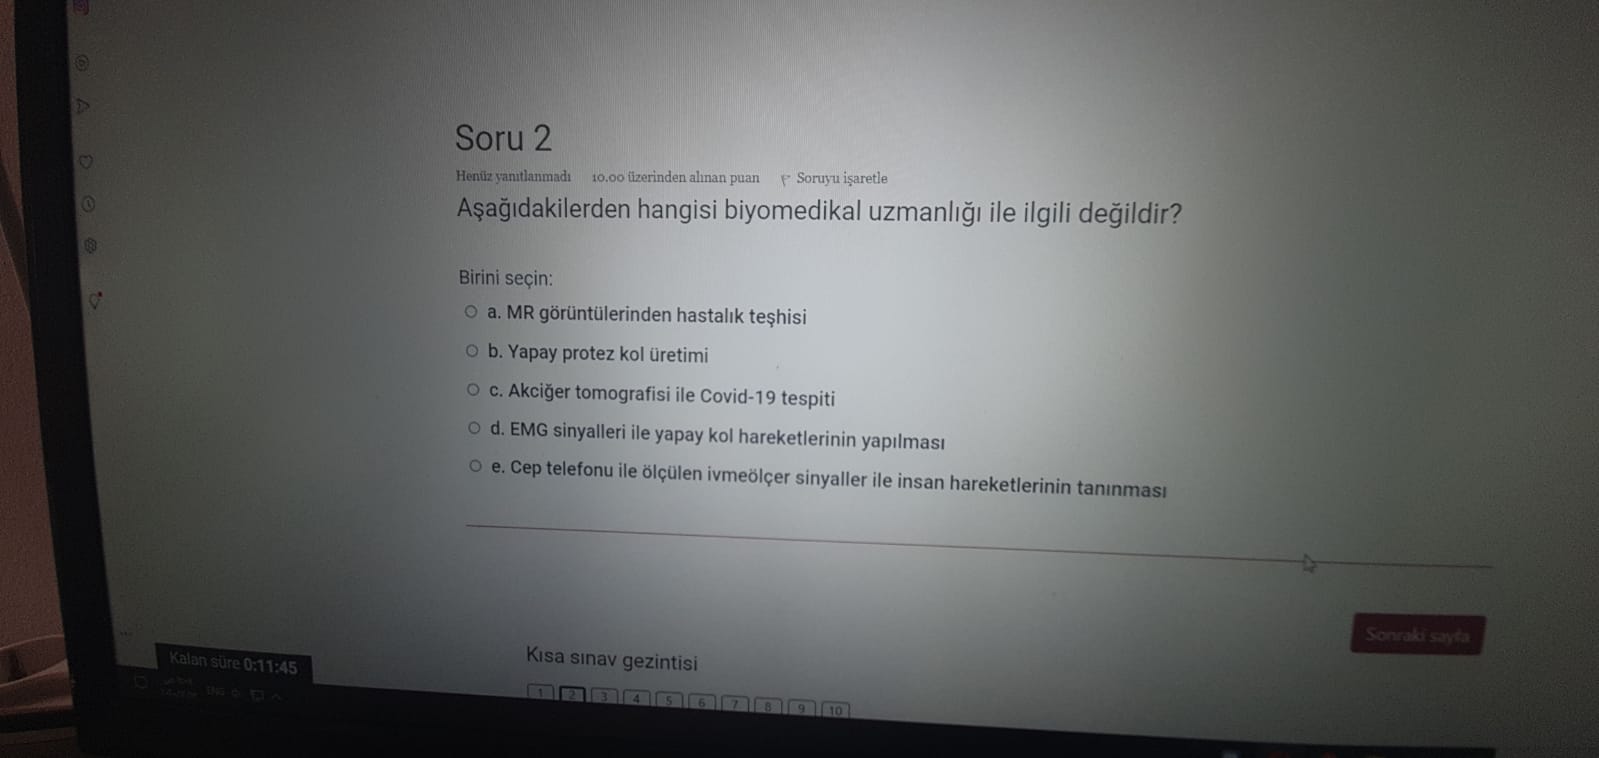 Soru 2
Henüz yanıtlanmadı 10,00 üzerinden alınan puan Soruyu işaretle
Aşağıdakilerden hangisi biyomedikal uzmanlığı ile ilgili değildir?
Birini seçin:
a. MR görüntülerinden hastalık teşhisi
b. Yapay protez kol üretimi
c. Akciğer tomografisi ile Covid-19 tespiti
d. EMG sinyalleri ile yapay kol hareketlerinin yapılması
e. Cep telefonu ile ölçülen ivmeölçer sinyaller ile insan hareketlerinin tanınması
Sonraki sayfa
Kalan süre 0:11:45
Kısa sınav gezintisi
ENG
1 2 3 4 5 6 7 8 9 10